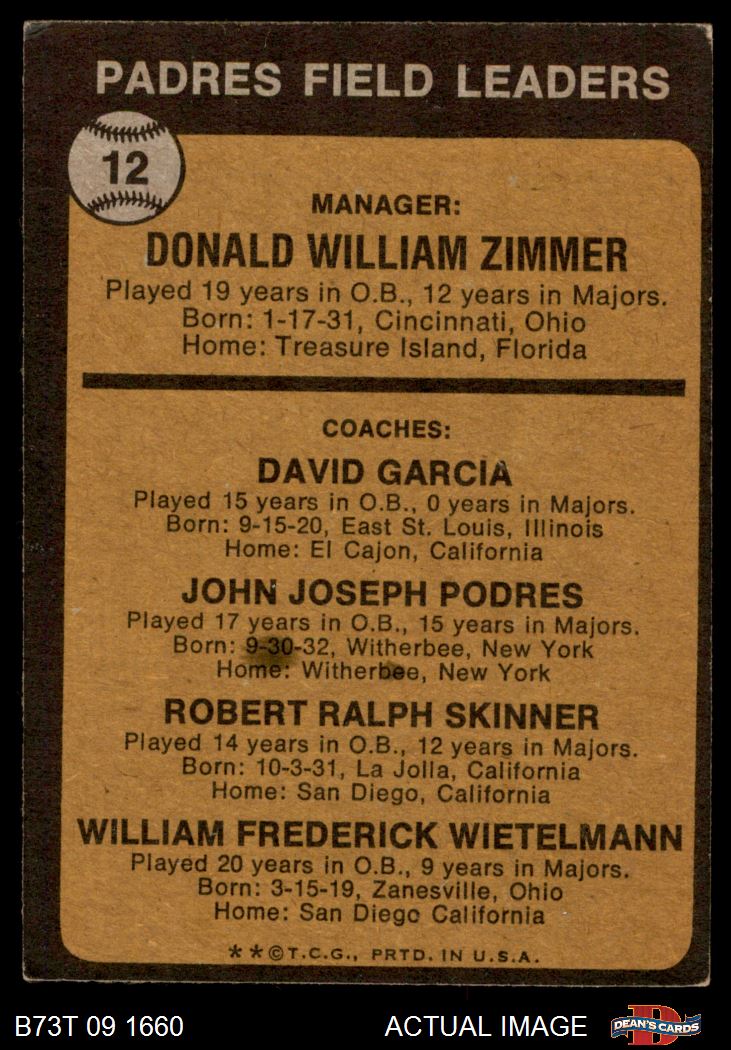 PADRES FIELD LEADERS
12
MANAGER:
DONALD WILLIAM ZIMMER
Played 19 years in O.B., 12 years in Majors.
Born: 1-17-31, Cincinnati, Ohio
Home: Treasure Island, Florida
COACHES:
DAVID GARCIA
Played 15 years in O.B., 0 years in Majors.
Born: 9-15-20, East St. Louis, Illinois
Home: El Cajon, California
JOHN JOSEPH PODRES
Played 17 years in O.B., 15 years in Majors.
Born: 9-30-32, Witherbee, New York
Home: Witherbee, New York
ROBERT RALPH SKINNER
Played 14 years in O.B., 12 years in Majors.
Born: 10-3-31, La Jolla, California
Home: San Diego, California
WILLIAM FREDERICK WIETELMANN
Played 20 years in O.B., 9 years in Majors.
Born: 3-15-19, Zanesville, Ohio
Home: San Diego California
**©T.C.G., PRTD. IN U.S.A.
B73T 09 1660
ACTUAL IMAGE
D
DEAN'S CARDS